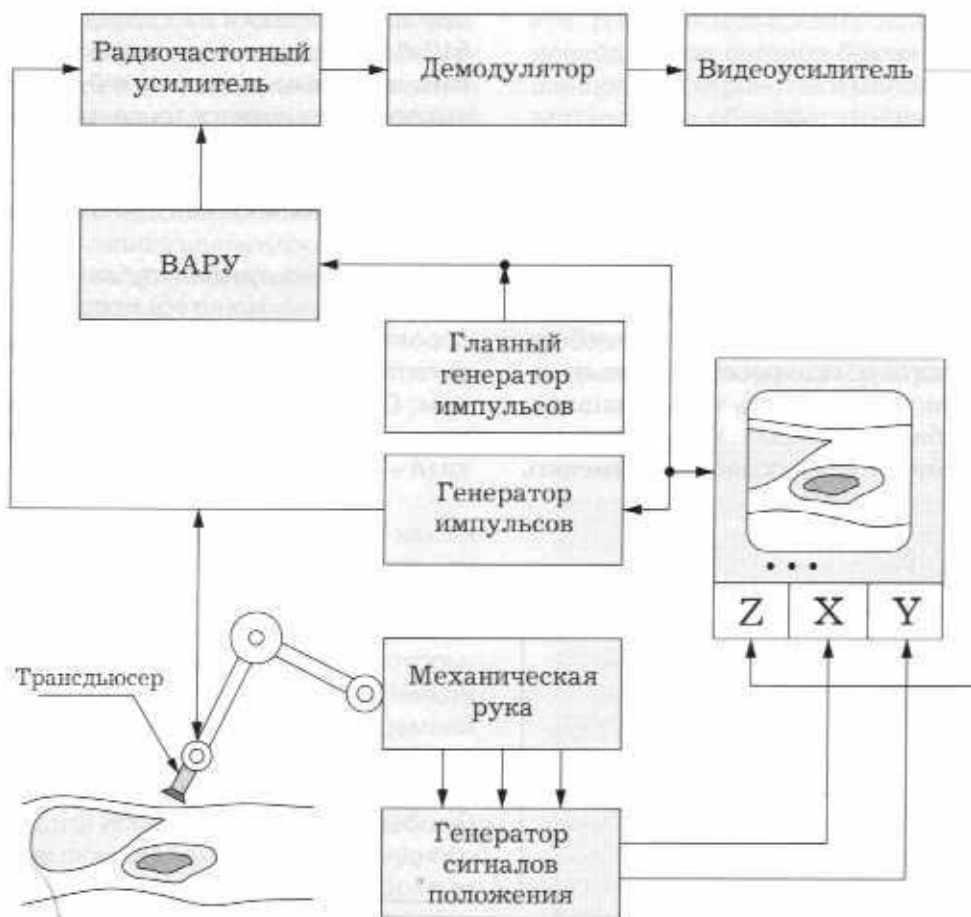 Радиочастотный
усилитель
Демодулятор
Видеоусилитель
ВАРУ
Главный
генератор
импульсов
Генератор
импульсов
Z X Y
Трансдьюсер
Механическая
рука
Генератор
сигналов
положения